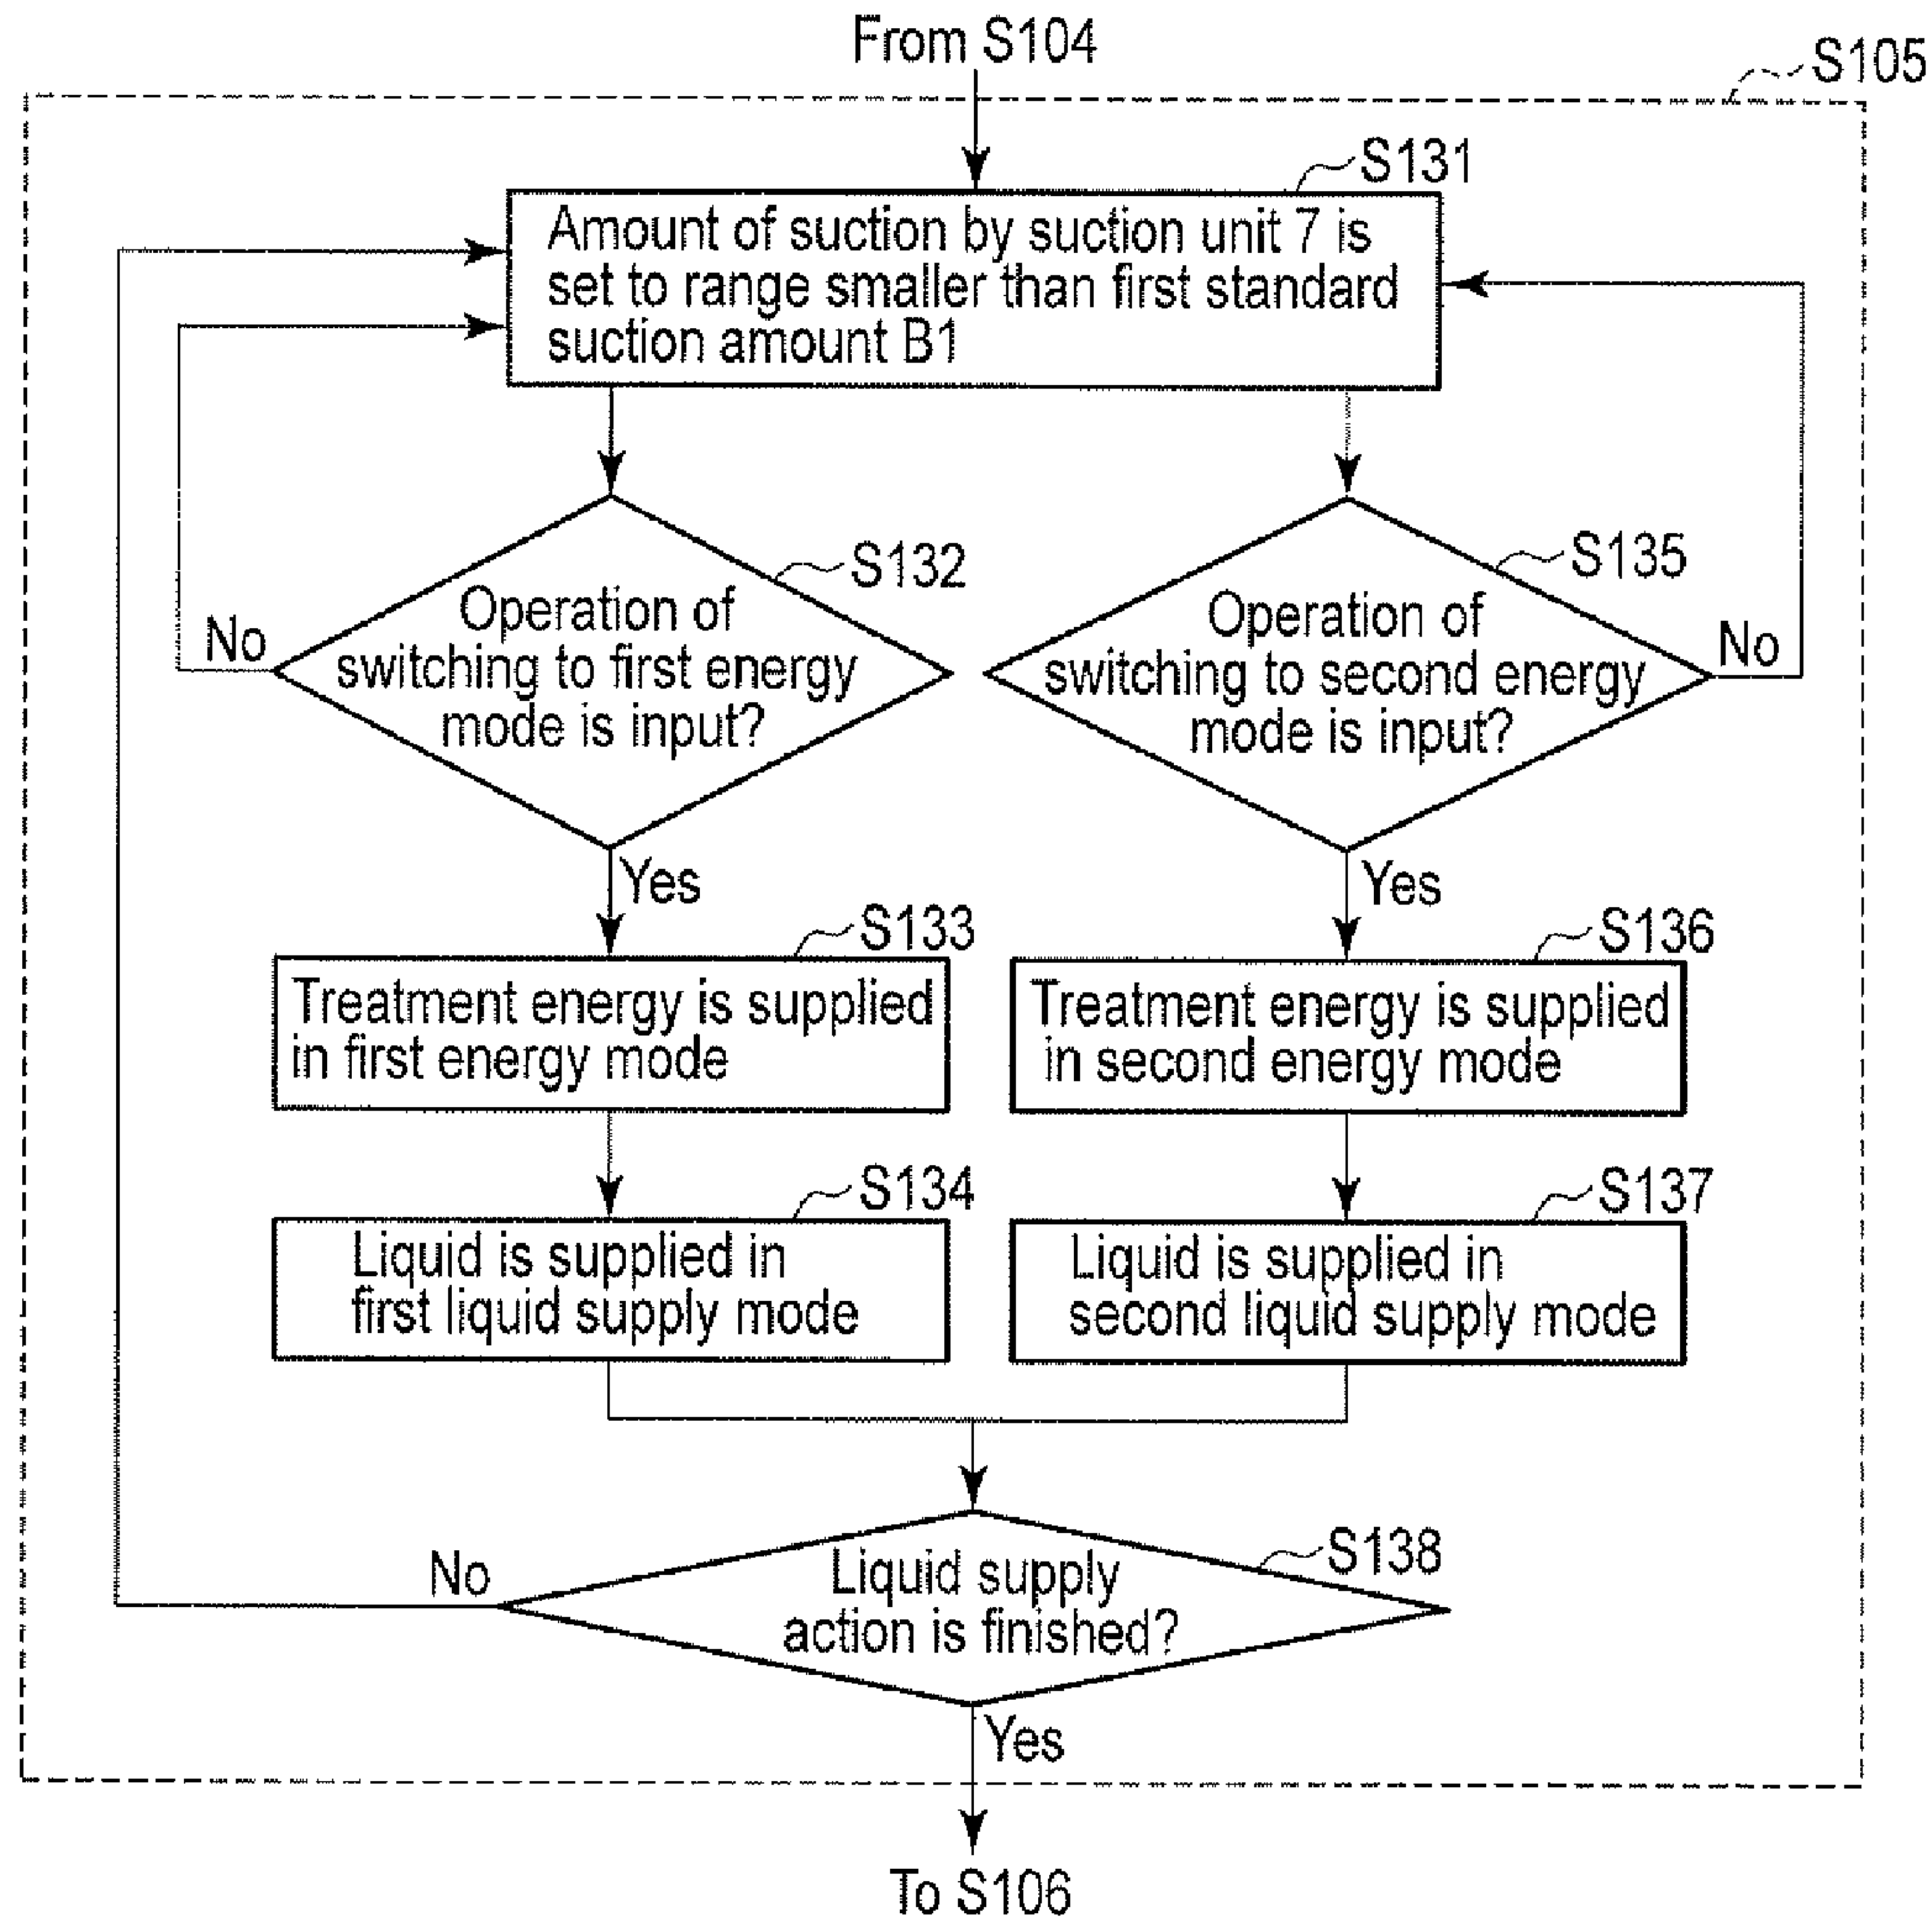 From S104
S105
S131
Amount of suction by suction unit 7 is
set to range smaller than first standard
suction amount B1
S132
Operation of
switching to first energy
mode is input?
No
Yes
S135
Operation of
switching to second energy
mode is input?
No
Yes
S133
Treatment energy is supplied
in first energy mode
S136
Treatment energy is supplied
in second energy mode
S134
Liquid is supplied in
first liquid supply mode
S137
Liquid is supplied in
second liquid supply mode
S138
Liquid supply
action is finished?
No
Yes
To S106